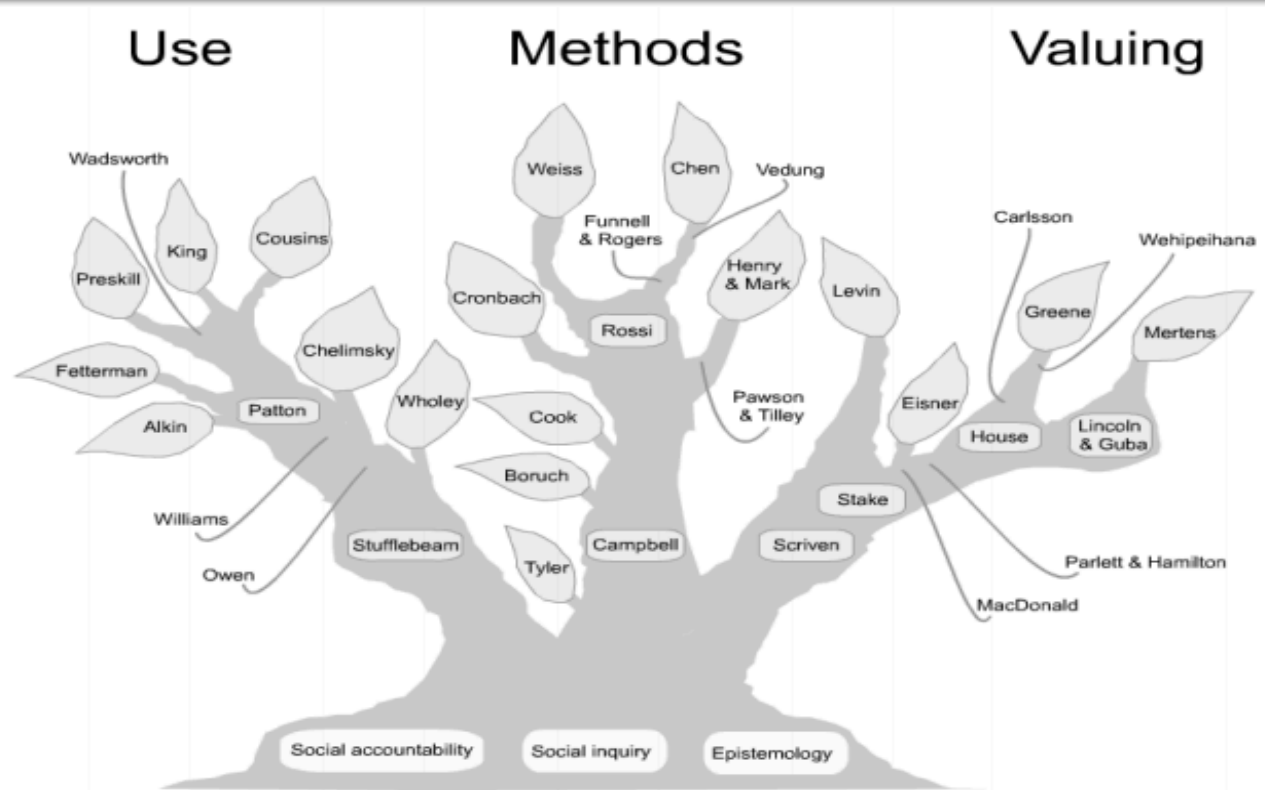 Use
Methods
Valuing
Wadsworth
King
Cousins
Preskill
Chelimsky
Fetterman
Wholey
Alkin
Patton
Williams
Owen
Stufflebeam
Weiss
Chen
Vedung
Funnell
& Rogers
Henry
& Mark
Cronbach
Rossi
Pawson
& Tilley
Cook
Boruch
Tyler
Campbell
Levin
Carlsson
Wehipeihana
Greene
Mertens
Eisner
House
Lincoln
& Guba
Stake
Scriven
Parlett & Hamilton
MacDonald
Social accountability
Social inquiry
Epistemology